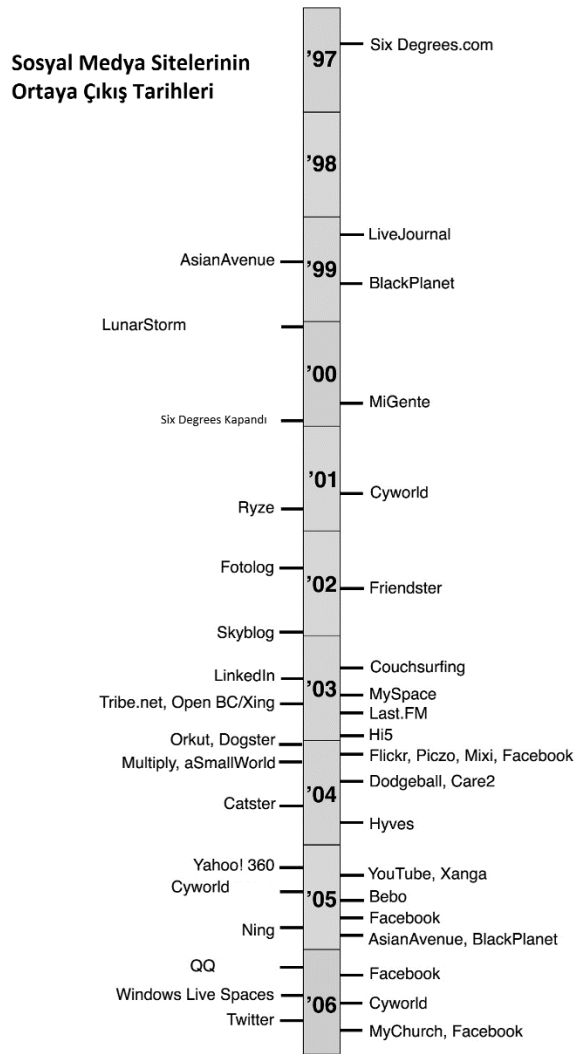 Sosyal Medya Sitelerinin
Ortaya Çıkış Tarihleri
'97
Six Degrees.com
'98
LiveJournal
AsianAvenue
'99
BlackPlanet
LunarStorm
'00
MiGente
Six Degrees Kapandı
'01
Cyworld
Ryze
Fotolog
'02
Friendster
Skyblog
Couchsurfing
LinkedIn
'03
MySpace
Tribe.net, Open BC/Xing
Last.FM
Hi5
Orkut, Dogster
Flickr, Piczo, Mixi, Facebook
Multiply, aSmallWorld
Dodgeball, Care2
'04
Catster
Hyves
Yahoo! 360
YouTube, Xanga
Cyworld
'05
Bebo
Facebook
Ning
AsianAvenue, BlackPlanet
QQ
Facebook
Windows Live Spaces
'06
Cyworld
Twitter
MyChurch, Facebook